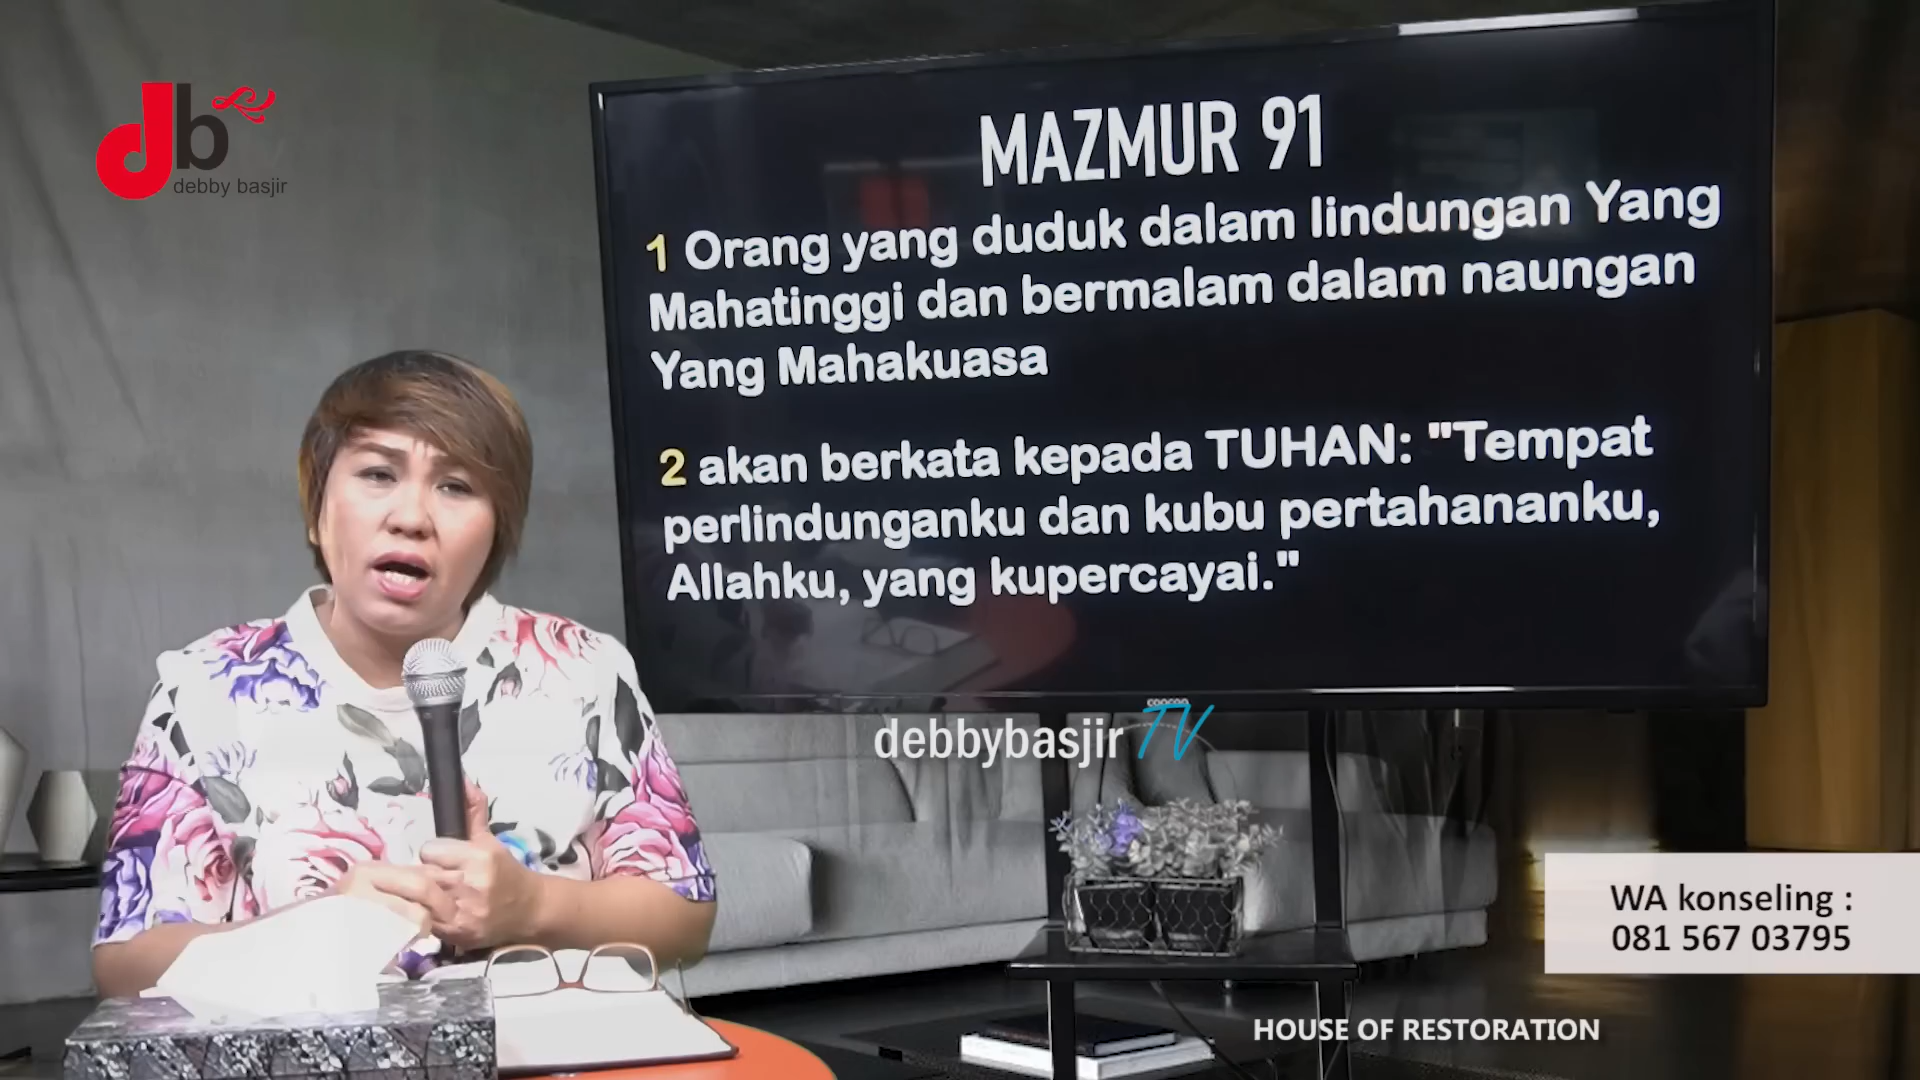 db
debby basjir
MAZMUR 91
1 Orang yang duduk dalam lindungan Yang
Mahatinggi dan bermalam dalam naungan
Yang Mahakuasa
2 akan berkata kepada TUHAN: "Tempat
perlindunganku dan kubu pertahananku,
Allahku, yang kupercayai."
coocaa
debbybasjir TV
WA konseling :
081 567 03795
HOUSE OF RESTORATION